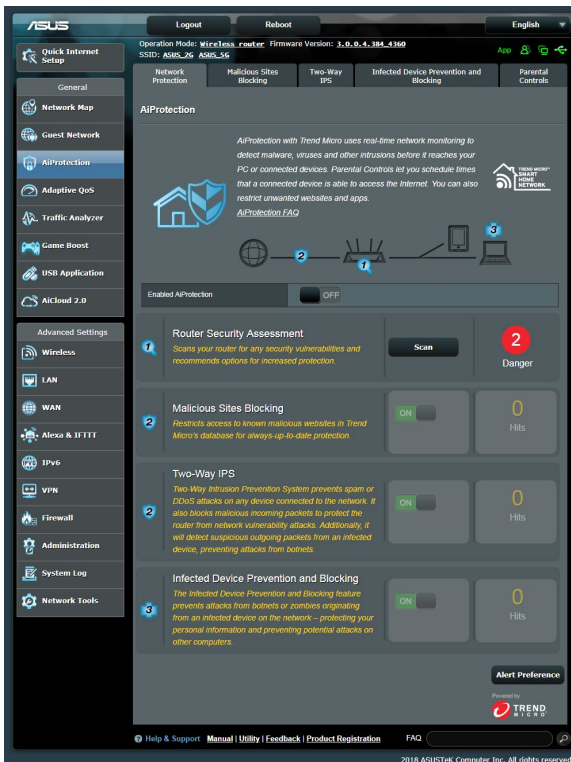 ASUS
Logout
Reboot
English
Operation Mode: Wireless router Firmware Version: 3.0.0.4.384_4360
SSID: ASUS_2G ASUS_5G
App
Quick Internet
Setup
General
Network Map
Guest Network
AiProtection
Adaptive QoS
Traffic Analyzer
Game Boost
USB Application
AiCloud 2.0
Advanced Settings
Wireless
LAN
WAN
Alexa & IFTTT
IPv6
VPN
Firewall
Administration
System Log
Network Tools
Network
Protection
Malicious Sites
Blocking
Two-Way
IPS
Infected Device Prevention and
Blocking
Parental
Controls
AiProtection
AiProtection with Trend Micro uses real-time network monitoring to
detect malware, viruses and other intrusions before it reaches your
PC or connected devices. Parental Controls let you schedule times
that a connected device is able to access the Internet. You can also
restrict unwanted websites and apps.
AiProtection FAQ
TREND MICRO™
SMART
HOME
NETWORK
2
1
3
Enabled AiProtection
OFF
1
Router Security Assessment
Scans your router for any security vulnerabilities and
recommends options for increased protection.
Scan
2
Danger
2
Malicious Sites Blocking
Restricts access to known malicious websites in Trend
Micro's database for always-up-to-date protection.
ON
0
Hits
2
Two-Way IPS
Two-Way Intrusion Prevention System prevents spam or
DDoS attacks on any device connected to the network. It
also blocks malicious incoming packets to protect the
router from network vulnerability attacks. Additionally, it
will detect suspicious outgoing packets from an infected
device, preventing attacks from botnets.
ON
0
Hits
3
Infected Device Prevention and Blocking
The Infected Device Prevention and Blocking feature
prevents attacks from botnets or zombies originating
from an infected device on the network – protecting your
personal information and preventing potential attacks on
other computers.
ON
0
Hits
Alert Preference
Powered by
TREND
MICRO
Help & Support
Manual | Utility | Feedback | Product Registration
FAQ
2018 ASUSTeK Computer Inc. All rights reserved